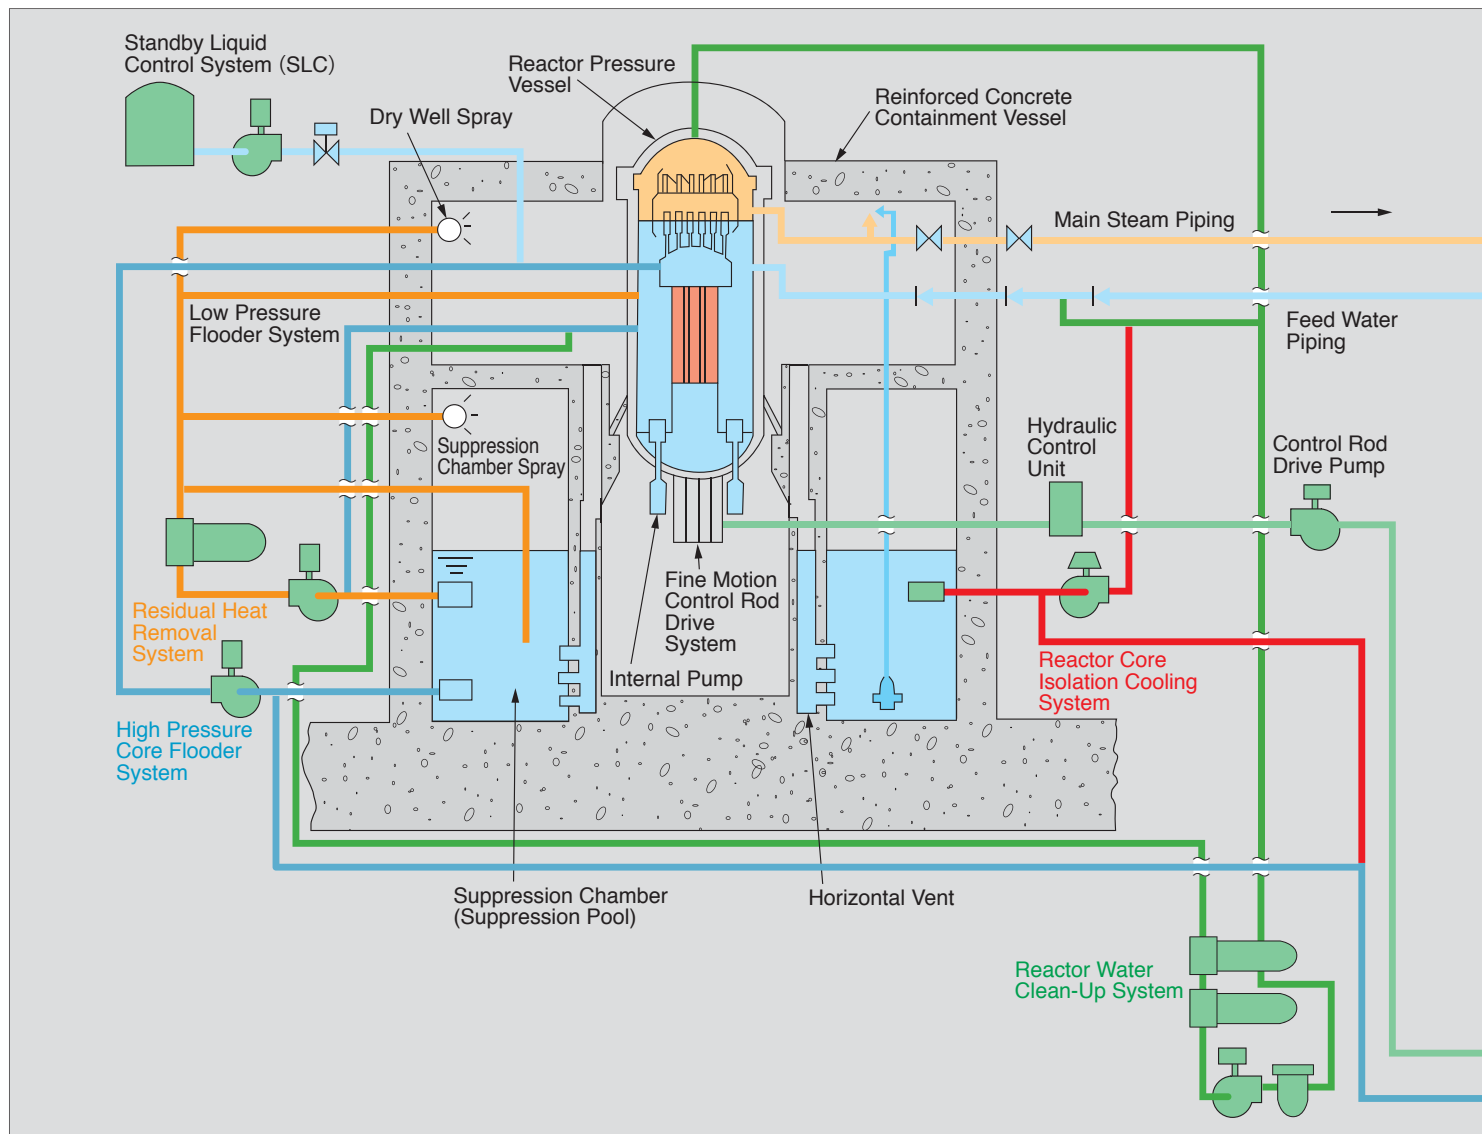 Standby Liquid
Control System (SLC)
Dry Well Spray
Reactor Pressure
Vessel
Reinforced Concrete
Containment Vessel
Main Steam Piping
Low Pressure
Flooder System
Feed Water
Piping
Suppression
Chamber Spray
Hydraulic
Control
Unit
Control Rod
Drive Pump
Residual Heat
Removal
System
Fine Motion
Control Rod
Drive
System
Internal Pump
Reactor Core
Isolation Cooling
System
High Pressure
Core Flooder
System
Suppression Chamber
(Suppression Pool)
Horizontal Vent
Reactor Water
Clean-Up System